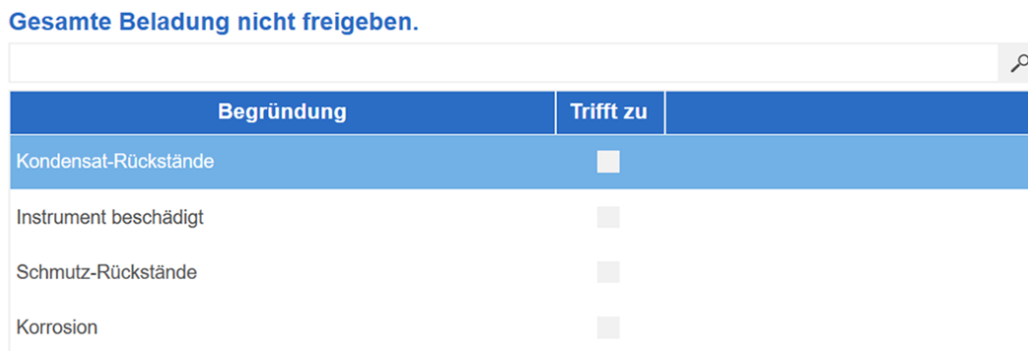 Gesamte Beladung nicht freigeben.
Begründung Trifft zu
Kondensat-Rückstände
Instrument beschädigt
Schmutz-Rückstände
Korrosion